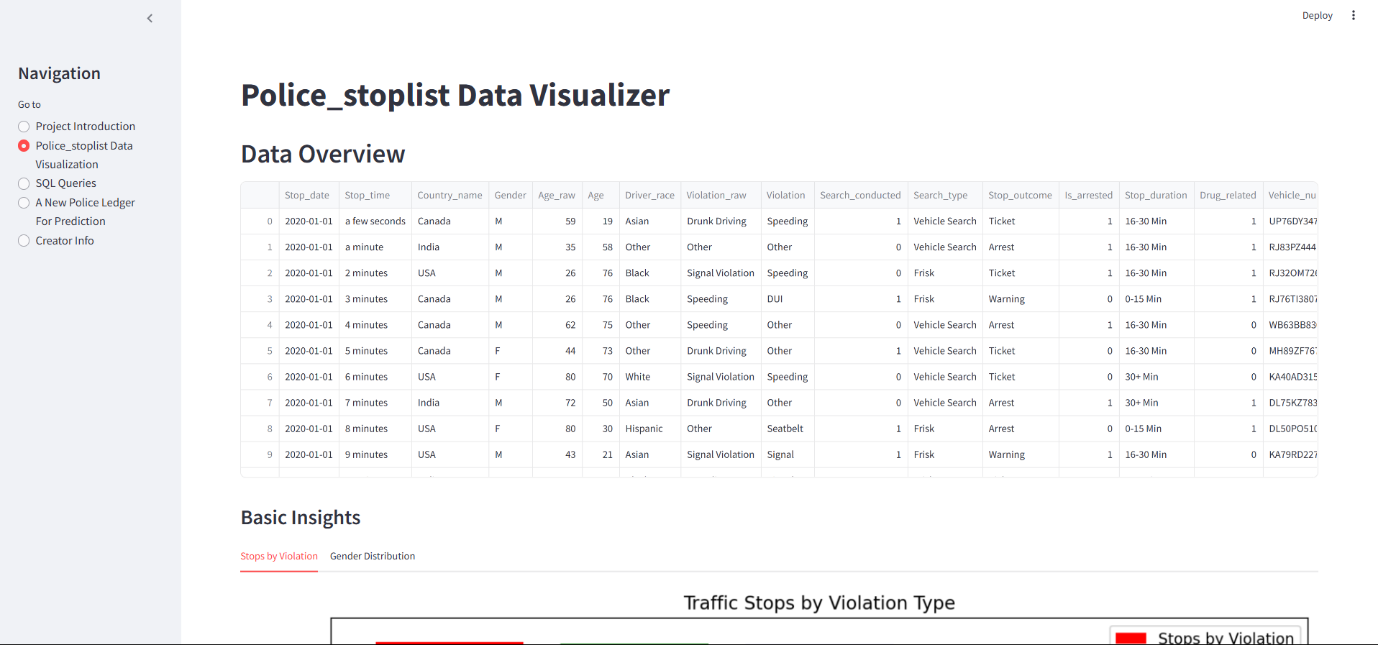 Deploy
Navigation
Go to
Project Introduction
Police_stoplist Data
Visualization
SQL Queries
A New Police Ledger
For Prediction
Creator Info
Police_stoplist Data Visualizer
Data Overview
Stop_date Stop_time Country_name Gender Age_raw Age Driver_race Violation_raw Violation Search_conducted Search_type Stop_outcome Is_arrested Stop_duration Drug_related Vehicle_nu
0 2020-01-01 a few seconds Canada M 59 19 Asian Drunk Driving Speeding 1 Vehicle Search Ticket 1 16-30 Min 1 UP76DY347
1 2020-01-01 a minute India M 35 58 Other Other Other 0 Vehicle Search Arrest 1 16-30 Min 1 RJ83PZ444
2 2020-01-01 2 minutes USA M 26 76 Black Signal Violation Speeding 0 Frisk Ticket 1 16-30 Min 1 RJ32OM72
3 2020-01-01 3 minutes Canada M 26 76 Black Speeding DUI 1 Frisk Warning 0 0-15 Min 1 RJ76TI3807
4 2020-01-01 4 minutes Canada M 62 75 Other Speeding Other 0 Vehicle Search Arrest 1 16-30 Min 0 WB63BB83
5 2020-01-01 5 minutes Canada F 44 73 Other Drunk Driving Other 1 Vehicle Search Ticket 0 16-30 Min 0 MH89ZF76
6 2020-01-01 6 minutes USA F 80 70 White Signal Violation Speeding 0 Vehicle Search Ticket 0 30+ Min 0 KA40AD315
7 2020-01-01 7 minutes India M 72 50 Asian Drunk Driving Other 0 Vehicle Search Arrest 1 30+ Min 1 DL75KZ783
8 2020-01-01 8 minutes USA F 80 30 Hispanic Other Seatbelt 1 Frisk Arrest 0 0-15 Min 1 DL50PO510
9 2020-01-01 9 minutes USA M 43 21 Asian Signal Violation Signal 1 Frisk Warning 1 16-30 Min 0 KA79RD227
Basic Insights
Stops by Violation Gender Distribution
Traffic Stops by Violation Type
Stops by Violation